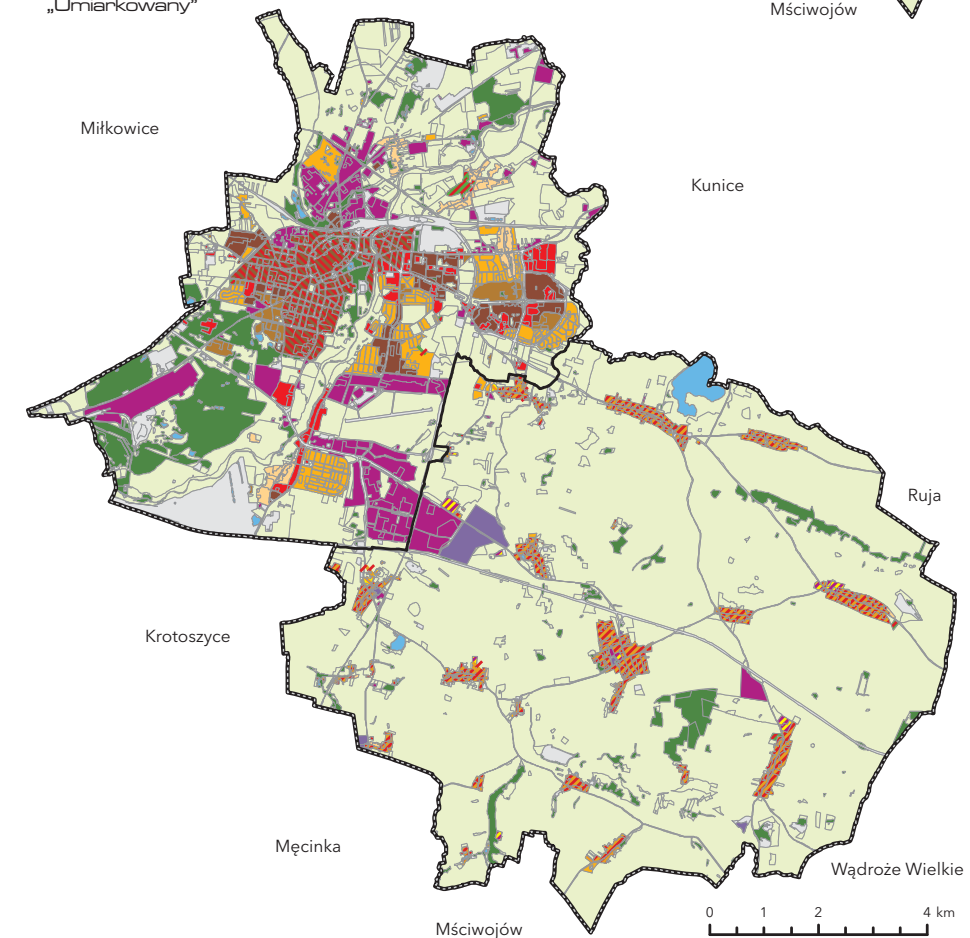 „Umiarkowany”
Mściwojów
Miłkowice
Kunice
Ruja
Krotoszyce
Męcinka
Wądroże Wielkie
Mściwojów
0 1 2 4 km